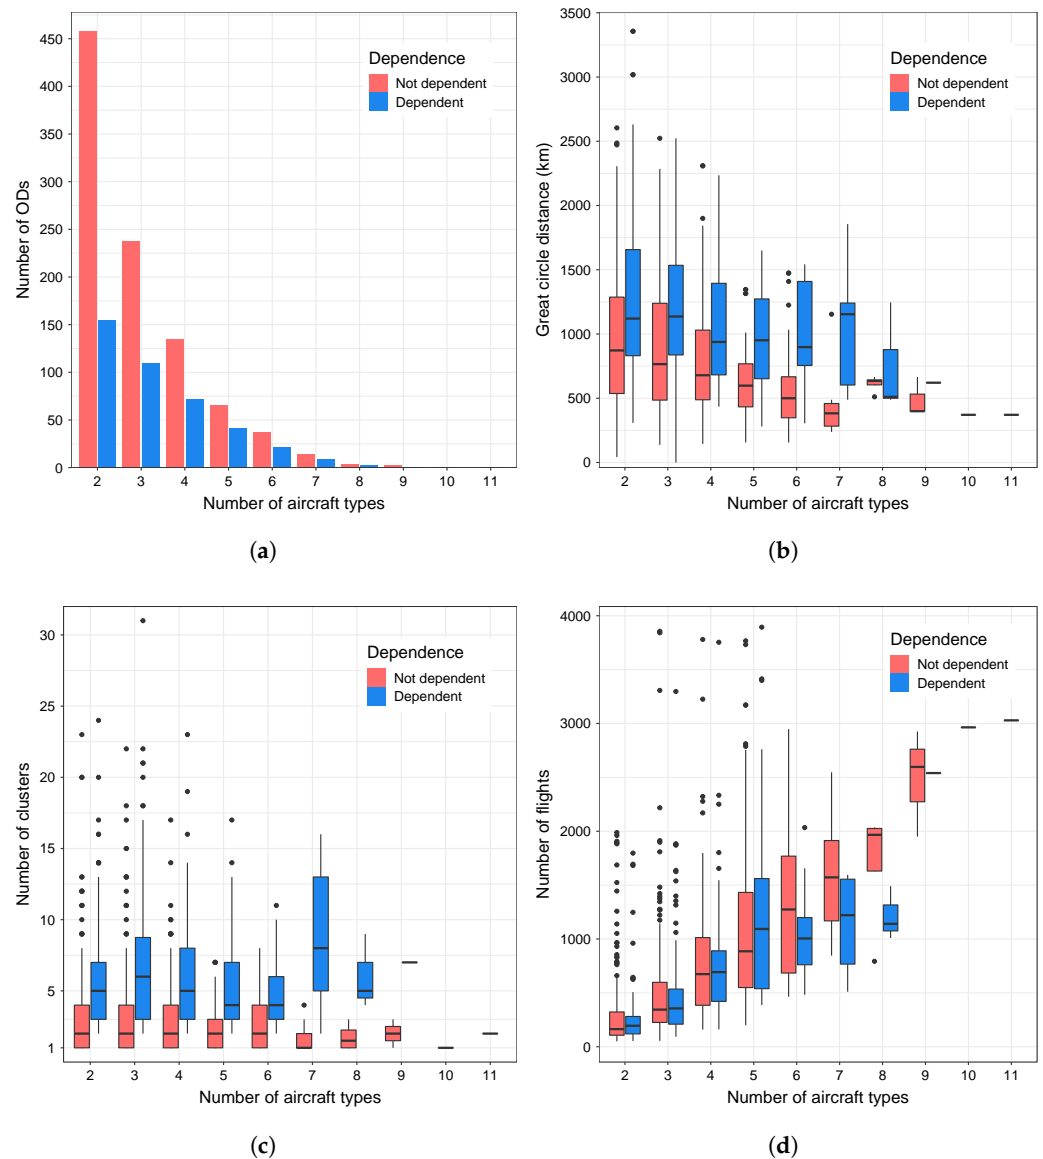 Number of ODs
450
400
350
300
250
200
150
100
50
0
Dependence
Not dependent
Dependent
2 3 4 5 6 7 8 9 10 11
Number of aircraft types
(a)
Great circle distance (km)
3500
3000
2500
2000
1500
1000
500
0
Dependence
Not dependent
Dependent
2 3 4 5 6 7 8 9 10 11
Number of aircraft types
(b)
Number of clusters
30
25
20
15
10
5
1
Dependence
Not dependent
Dependent
2 3 4 5 6 7 8 9 10 11
Number of aircraft types
(c)
Number of flights
4000
3000
2000
1000
0
Dependence
Not dependent
Dependent
2 3 4 5 6 7 8 9 10 11
Number of aircraft types
(d)